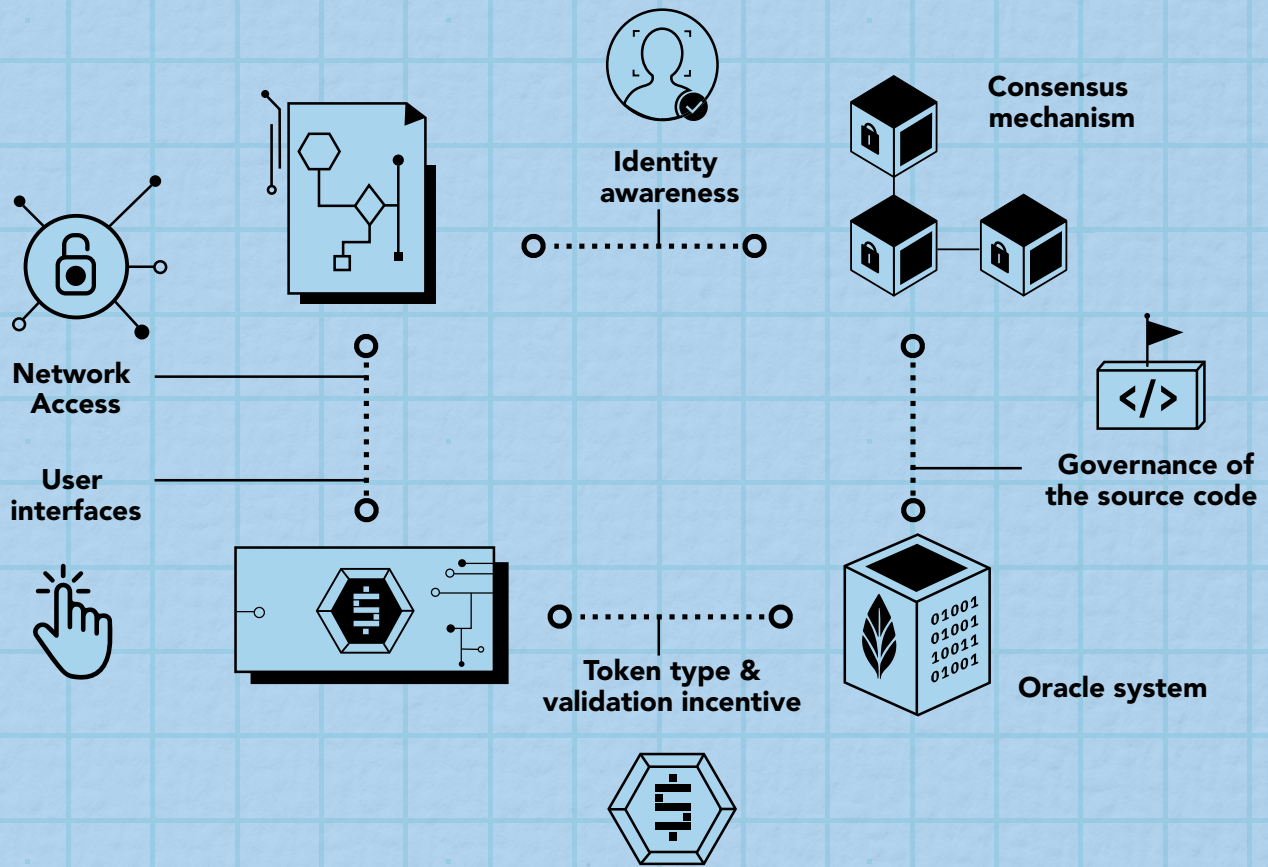 Consensus
mechanism
Identity
awareness
Network
Access
</>
Governance of
the source code
User
interfaces
01001
01001
10011
01001
Token type &
validation incentive
Oracle system
$
$